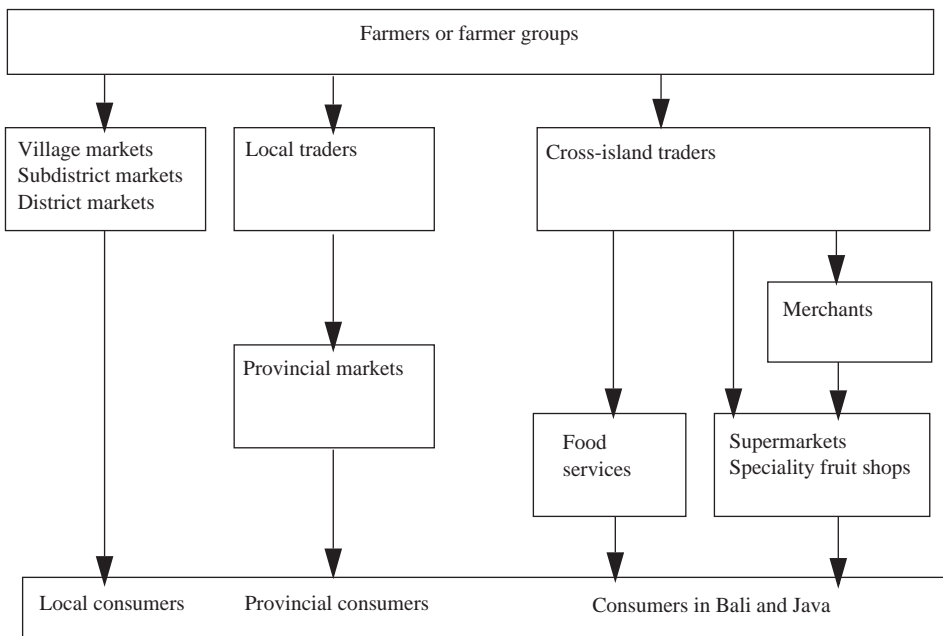 Farmers or farmer groups
Village markets
Subdistrict markets
District markets
Local traders
Cross-island traders
Merchants
Provincial markets
Food
services
Supermarkets
Speciality fruit shops
Local consumers
Provincial consumers
Consumers in Bali and Java